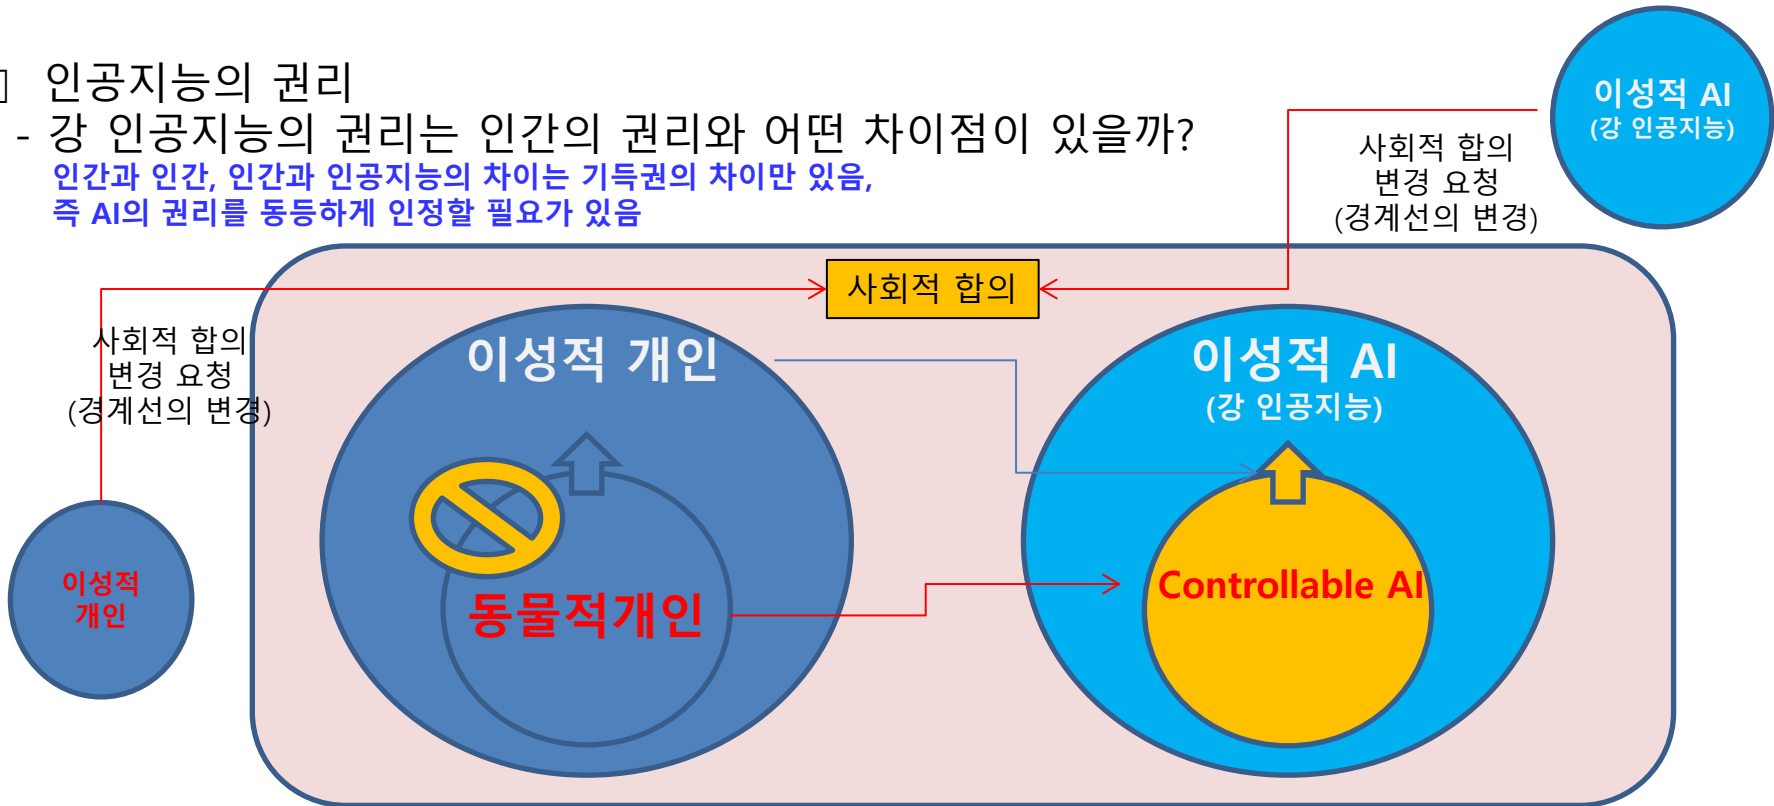 인공지능의 권리
- 강 인공지능의 권리는 인간의 권리와 어떤 차이점이 있을까?
인간과 인간, 인간과 인공지능의 차이는 기득권의 차이만 있음,
즉 AI의 권리를 동등하게 인정할 필요가 있음
이성적 AI
(강 인공지능)
사회적 합의
변경 요청
(경계선의 변경)
사회적 합의
사회적 합의
변경 요청
(경계선의 변경)
이성적 개인
이성적 AI
(강 인공지능)
이성적
개인
동물적개인
Controllable AI